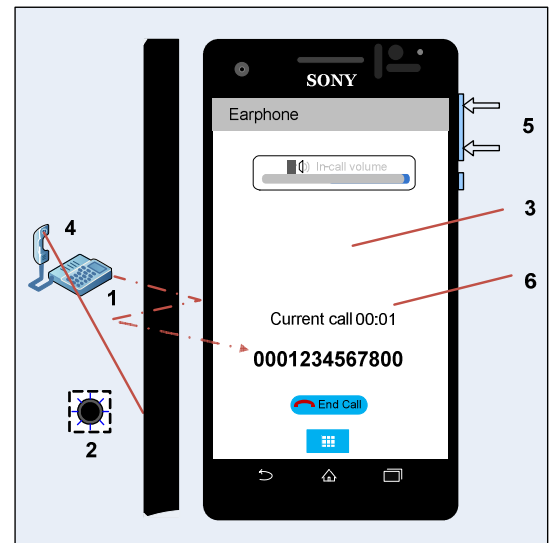 SONY
Earphone
5
In-call volume
3
4
6
1
Current call 00:01
0001234567800
End Call
2